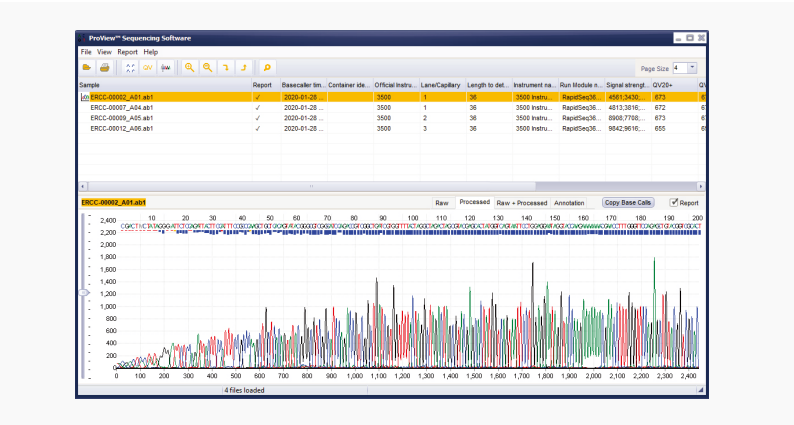 ProView™ Sequencing Software
File View Report Help
Page Size 4
Sample Report Basecaller tim... Container ide... Official Instru... Lane/Capillary Length to det... Instrument na... Run Module n... Signal strengt... QV20+ QV
ERCC-00002_A01.ab1 ✓ 2020-01-28 ... 3500 1 36 3500 Instru... RapidSeq36... 4561;3430;... 673 67
ERCC-00007_A04.ab1 ✓ 2020-01-28 ... 3500 1 36 3500 Instru... RapidSeq36... 4813;3816;... 672 67
ERCC-00009_A05.ab1 ✓ 2020-01-28 ... 3500 2 36 3500 Instru... RapidSeq36... 8908;7708;... 673 67
ERCC-00012_A06.ab1 ✓ 2020-01-28 ... 3500 3 36 3500 Instru... RapidSeq36... 9842;9616;... 655 65
ERCC-00002_A01.ab1 Raw Processed Raw + Processed Annotation Copy Base Calls Report
10 20 30 40 50 60 70 80 90 100 110 120 130 140 150 160 170 180 190 200
2,400
2,200
1,800
1,600
1,400
1,200
1,000
800
600
400
200
0
0 100 200 300 400 500 600 700 800 900 1,000 1,100 1,200 1,300 1,400 1,500 1,600 1,700 1,800 1,900 2,000 2,100 2,200 2,300 2,400
4 files loaded